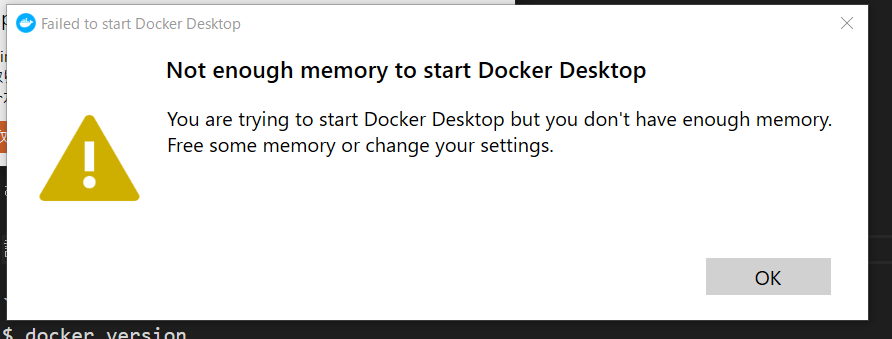 Failed to start Docker Desktop
Not enough memory to start Docker Desktop
You are trying to start Docker Desktop but you don't have enough memory.
Free some memory or change your settings.
OK
$ docker version